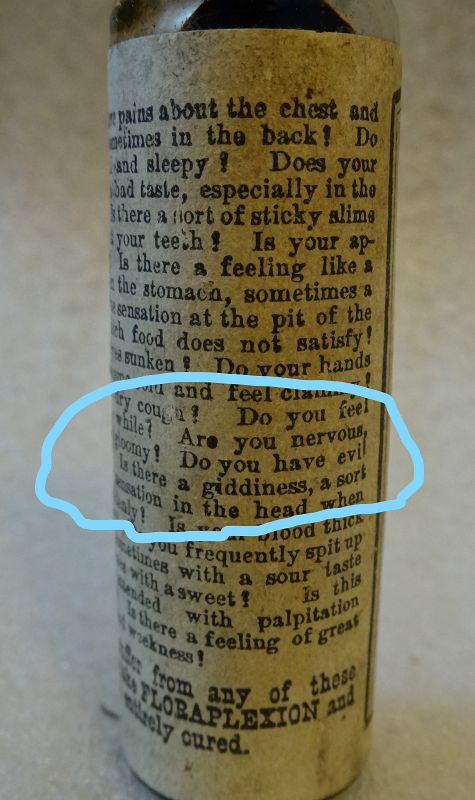 pains about the chest and
in the back? Do
and sleepy? Does your
bad taste, especially in the
Is there a sort of sticky slime
your teeth? Is your ap-
Is there a feeling like a
the stomach, sometimes a
sensation at the pit of the
food does not satisfy?
sunken? Do your hands
and feel clammy?
cough? Do you feel
while? Are you nervous,
gloomy? Do you have evil
Is there a giddiness, a sort
sensation in the head when
Is your blood thick
you frequently spit up
with a sour taste
with a sweet? Is this
with palpitation
Is there a feeling of great
weakness?
from any of these
FLORAPLEXION and
cured.